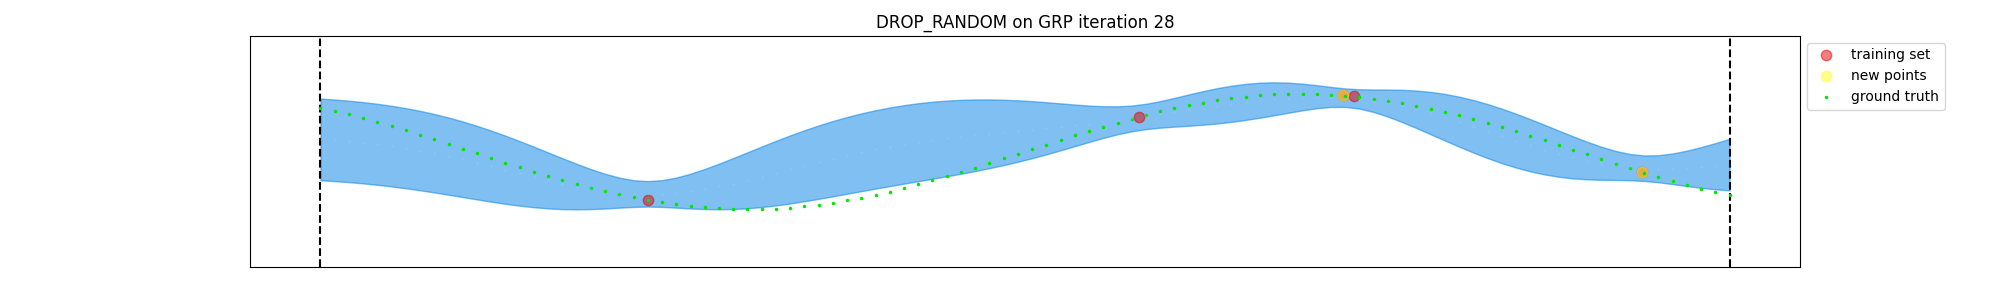 DROP_RANDOM on GRP iteration 28
training set
new points
ground truth